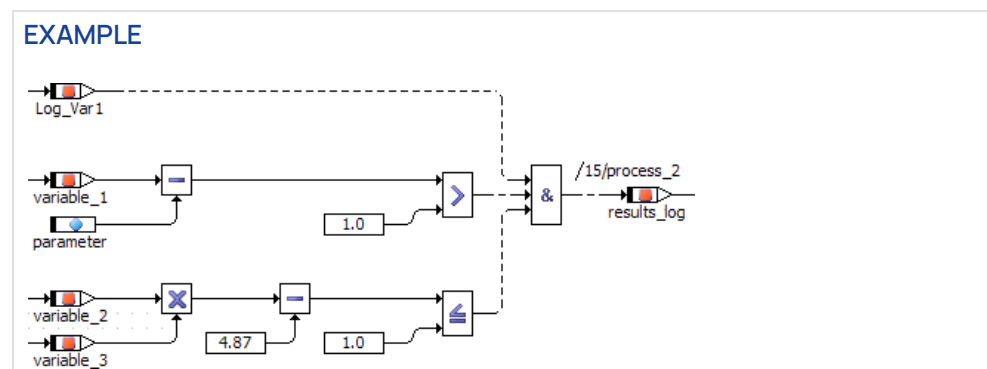 EXAMPLE
Log_Var1
/15/process_2
variable_1
&
>
results_log
1.0
parameter
variable_2
≦
4.87
1.0
variable_3